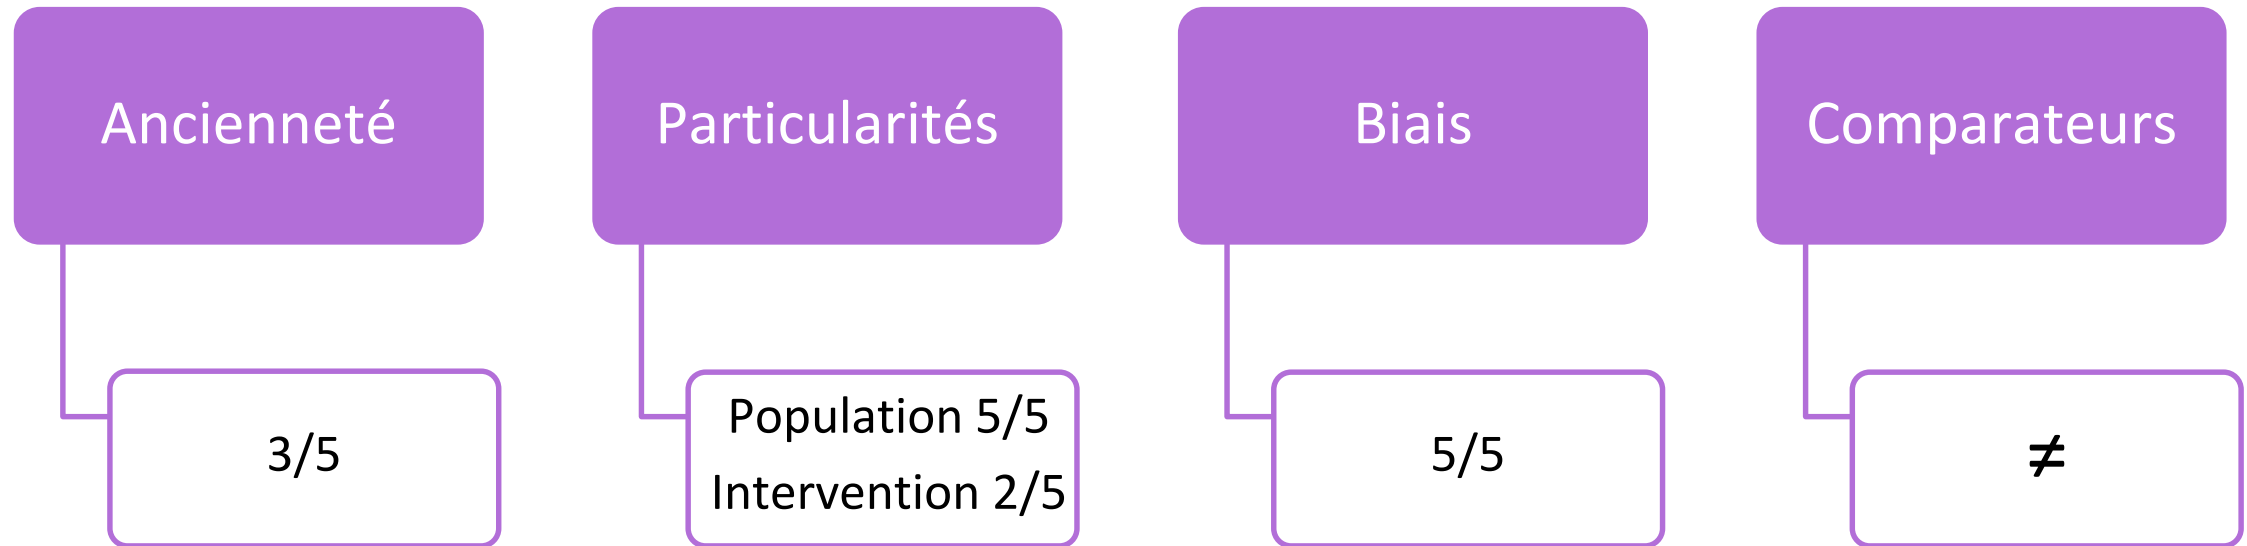 Ancienneté
3/5
Particularités
Population 5/5
Intervention 2/5
Biais
5/5
Comparateurs
≠